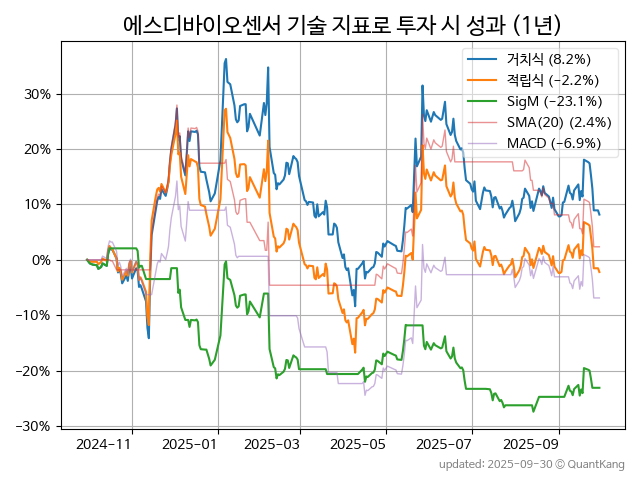 에스디바이오센서 기술 지표로 투자 시 성과 (1년)
거치식 (8.2%)
적립식 (−2.2%)
SigM (−23.1%)
SMA(20) (2.4%)
MACD (−6.9%)
30%
20%
10%
0%
−10%
−20%
−30%
2024−11
2025−01
2025−03
2025−05
2025−07
2025−09
updated: 2025−09−30 © QuantKang